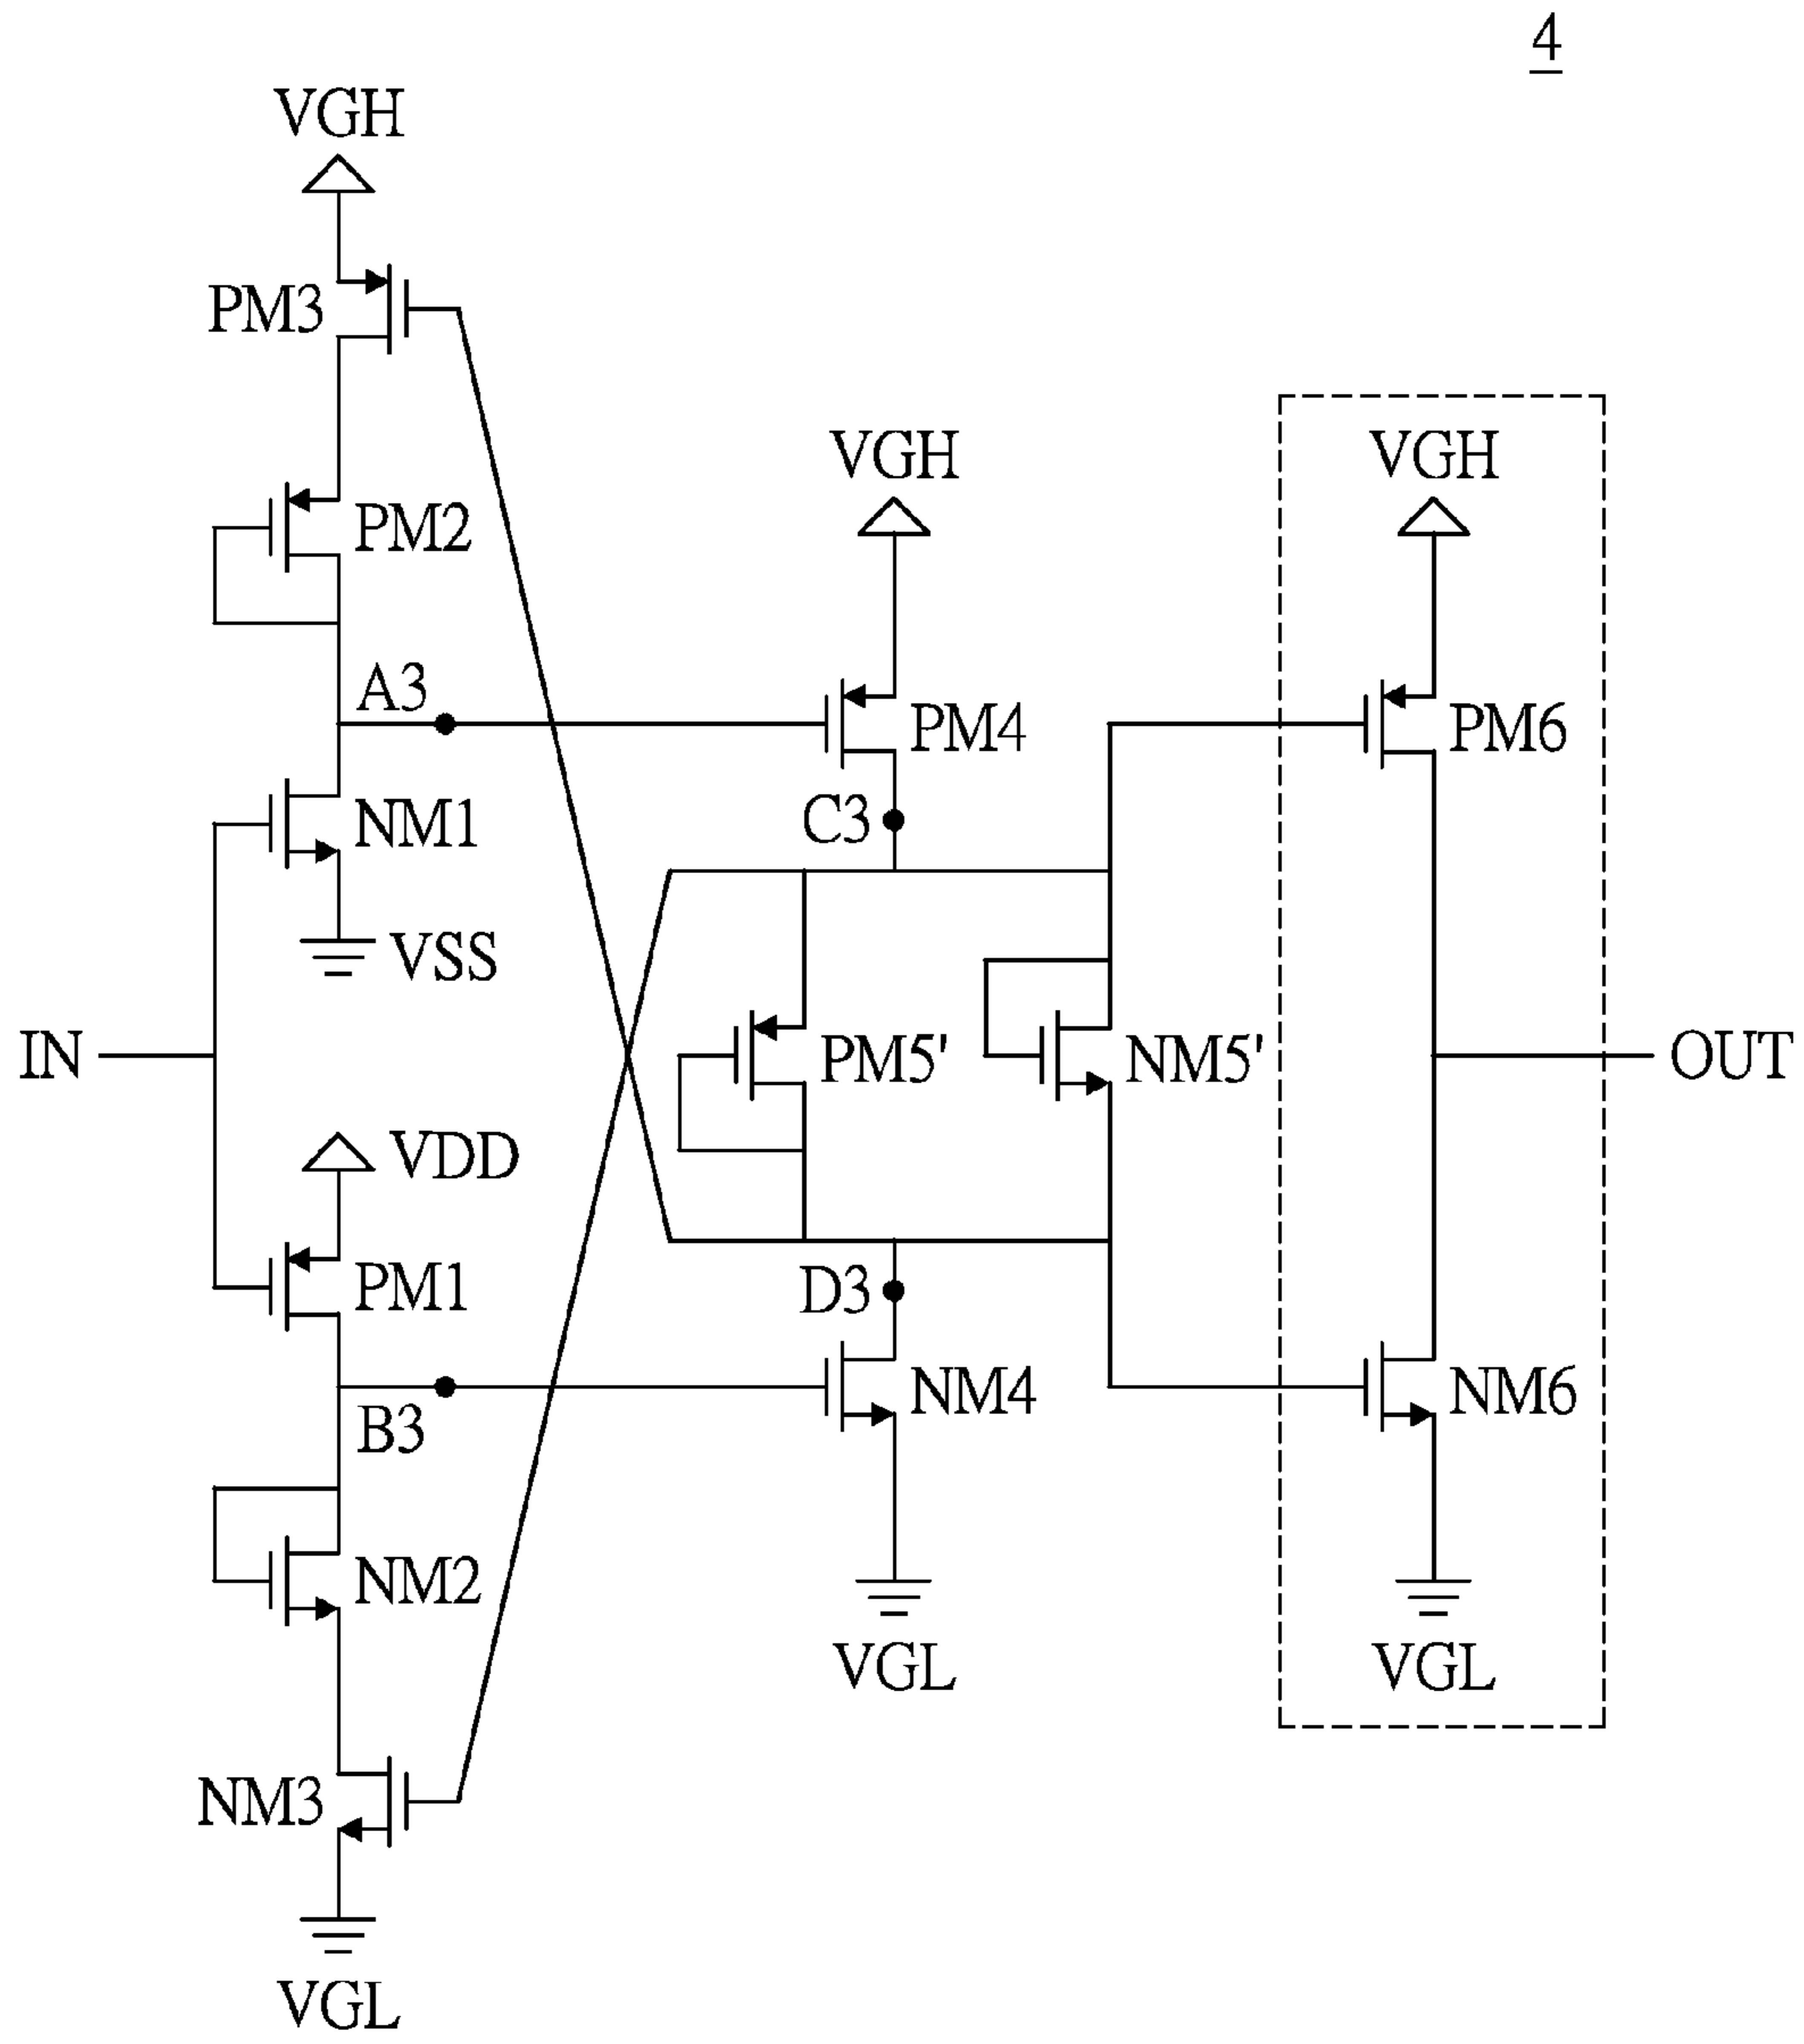 4
VGH
PM3
VGH
VGH
PM2
A3
PM4
PM6
NM1
C3
VSS
IN
PM5'
NM5'
OUT
VDD
PM1
D3
NM4
NM6
B3
NM2
VGL
VGL
NM3
VGL